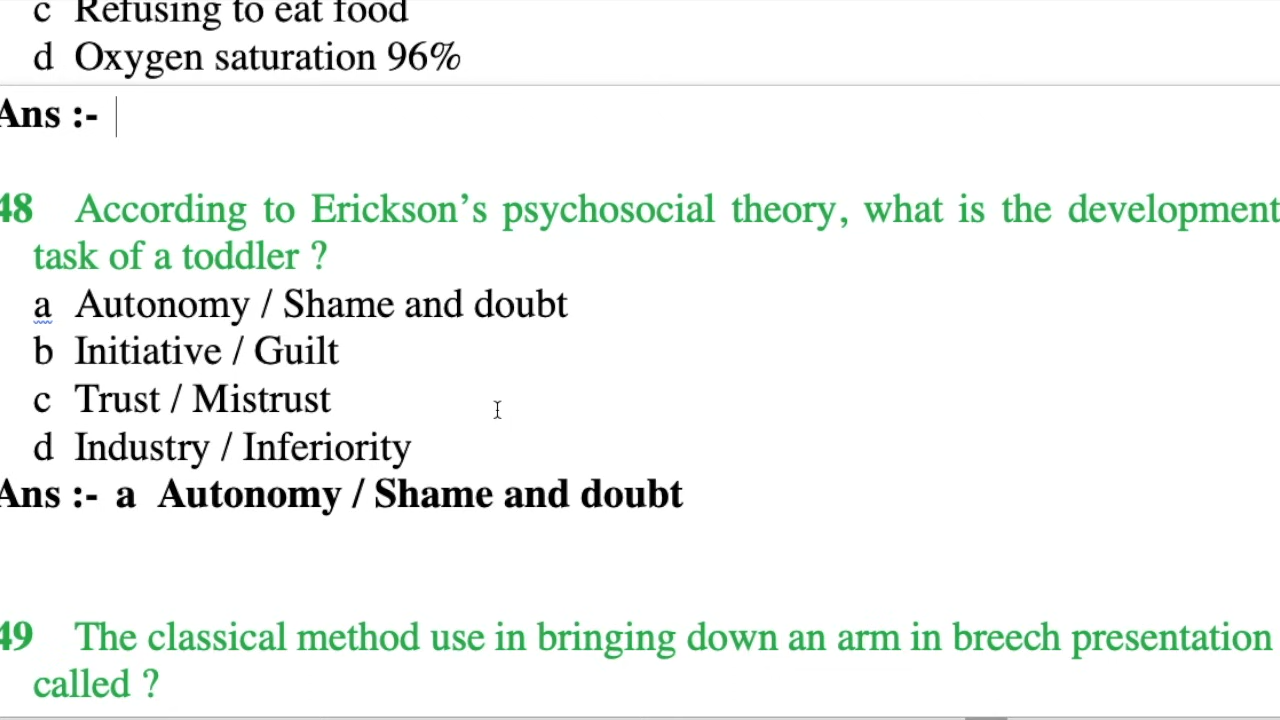 c Refusing to eat food
d Oxygen saturation 96%
Ans :-
48 According to Erickson’s psychosocial theory, what is the development
task of a toddler ?
a Autonomy / Shame and doubt
b Initiative / Guilt
c Trust / Mistrust
d Industry / Inferiority
Ans :- a Autonomy / Shame and doubt
49 The classical method use in bringing down an arm in breech presentation
called ?